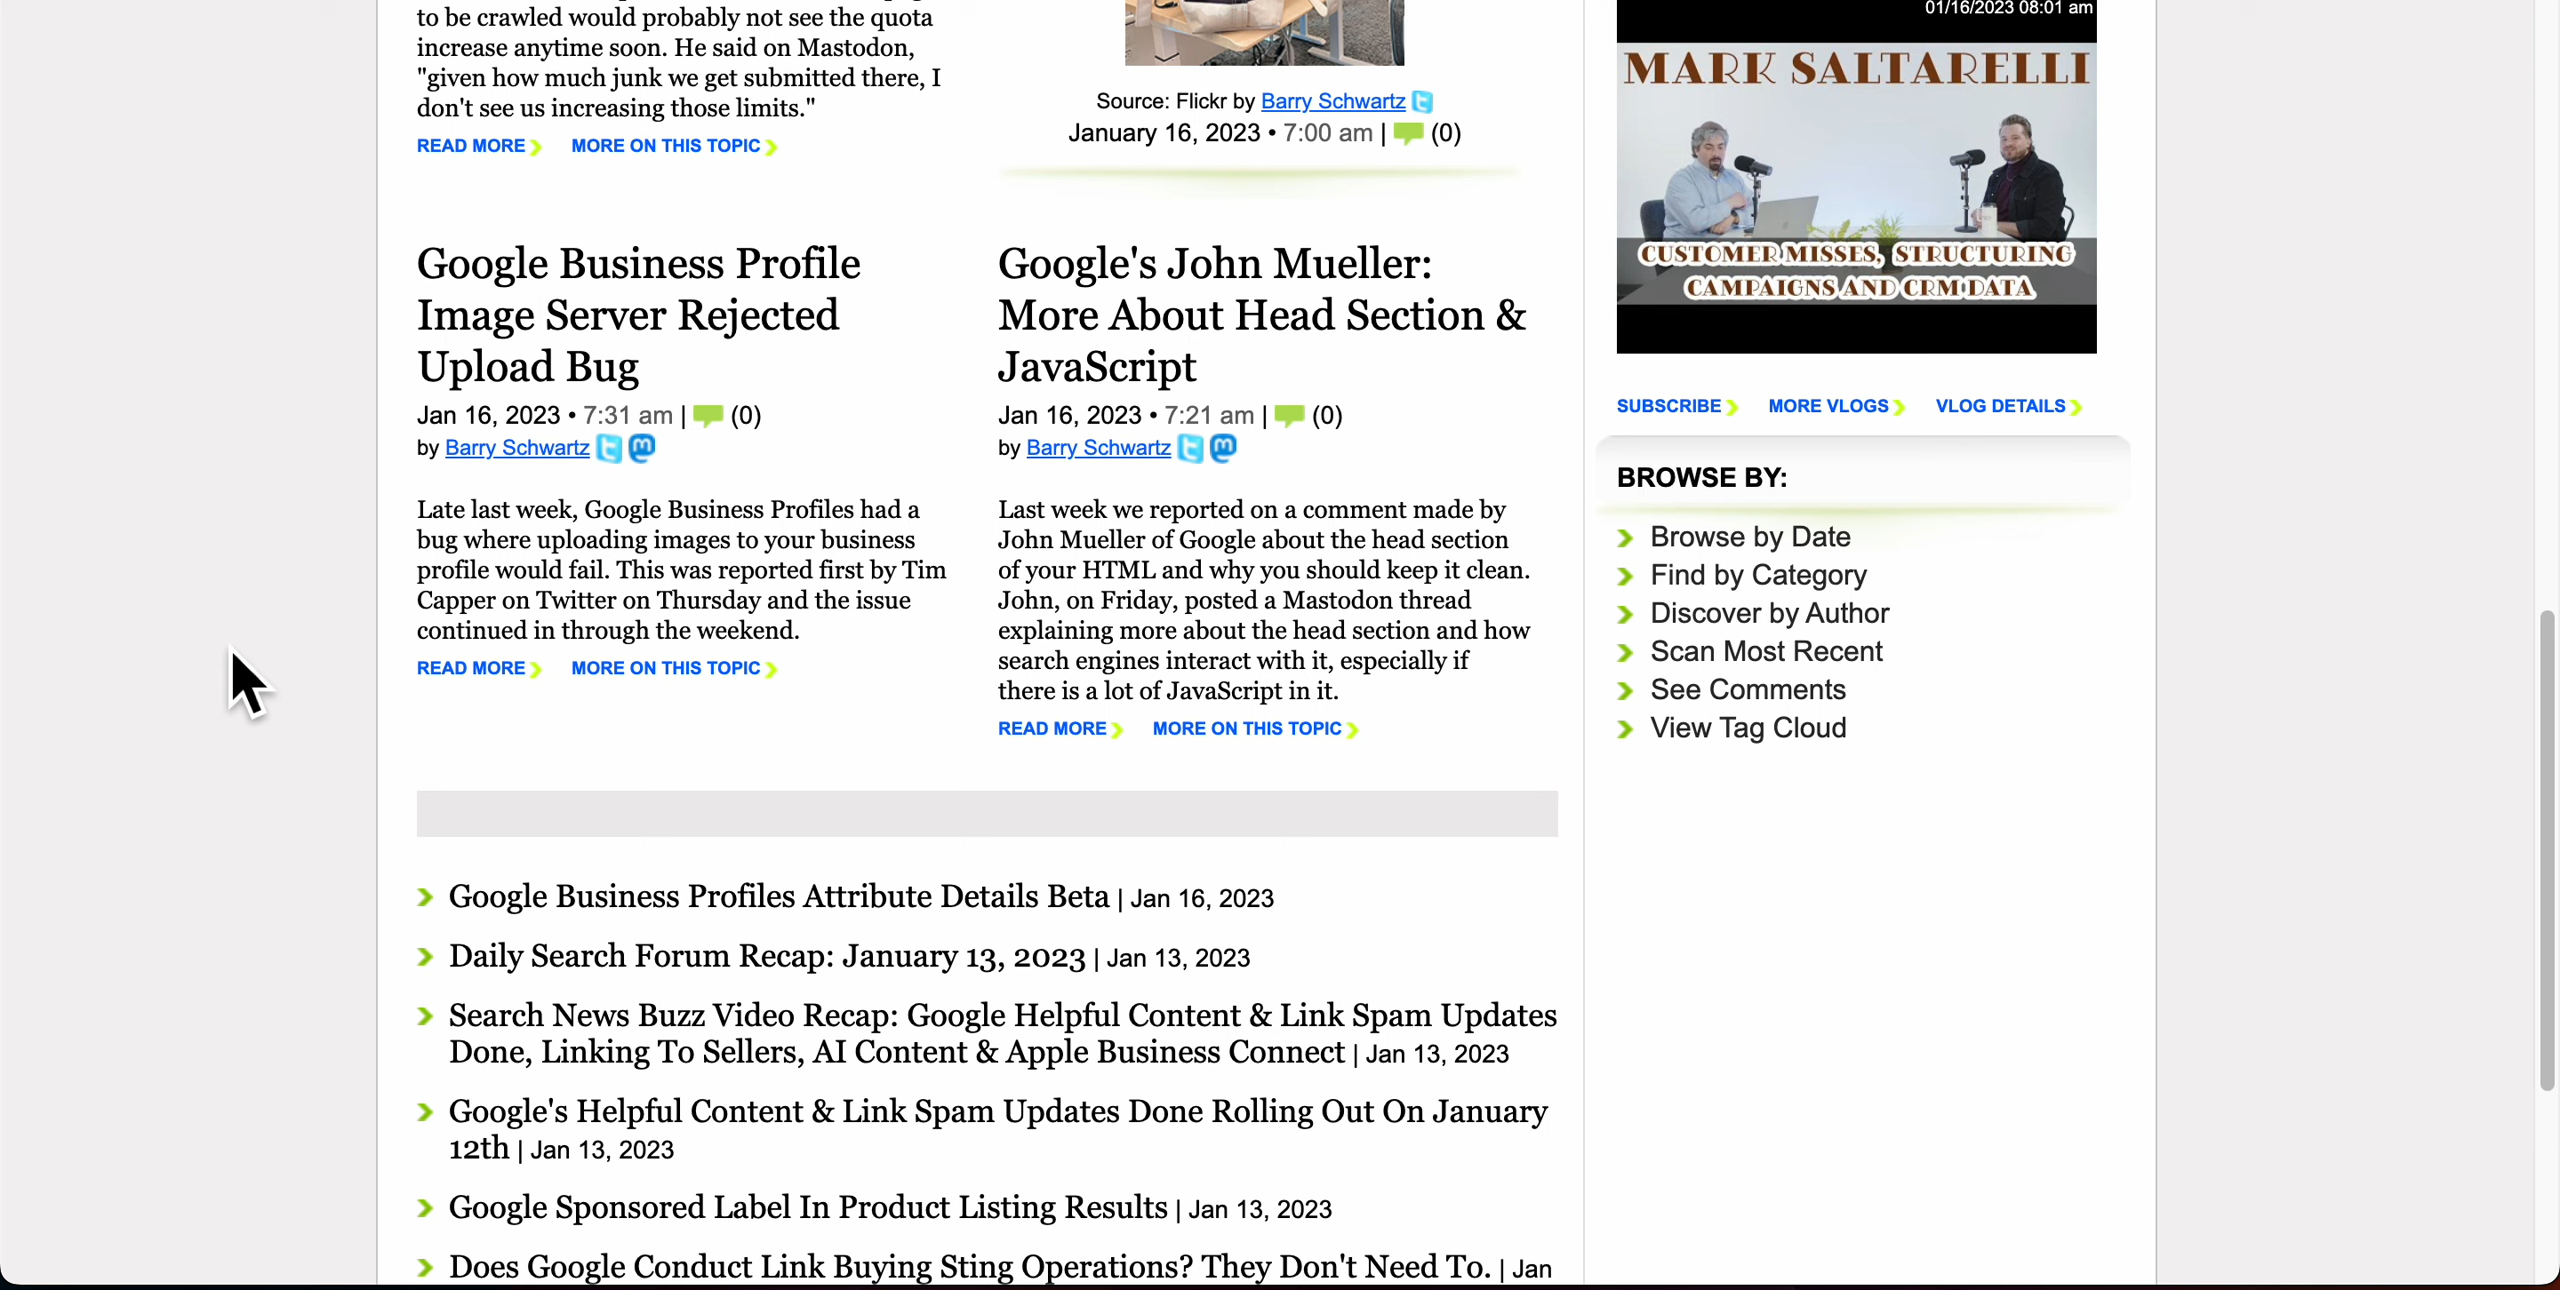 to be crawled would probably not see the quota
increase anytime soon. He said on Mastodon,
"given how much junk we get submitted there, I
don't see us increasing those limits."
READ MORE MORE ON THIS TOPIC
Source: Flickr by Barry Schwartz
January 16, 2023 • 7:00 am | (0)
Google Business Profile
Image Server Rejected
Upload Bug
Jan 16, 2023 • 7:31 am | (0)
by Barry Schwartz
Late last week, Google Business Profiles had a
bug where uploading images to your business
profile would fail. This was reported first by Tim
Capper on Twitter on Thursday and the issue
continued in through the weekend.
READ MORE MORE ON THIS TOPIC
Google's John Mueller:
More About Head Section &
JavaScript
Jan 16, 2023 • 7:21 am | (0)
by Barry Schwartz
Last week we reported on a comment made by
John Mueller of Google about the head section
of your HTML and why you should keep it clean.
John, on Friday, posted a Mastodon thread
explaining more about the head section and how
search engines interact with it, especially if
there is a lot of JavaScript in it.
READ MORE MORE ON THIS TOPIC
Google Business Profiles Attribute Details Beta | Jan 16, 2023
Daily Search Forum Recap: January 13, 2023 | Jan 13, 2023
Search News Buzz Video Recap: Google Helpful Content & Link Spam Updates
Done, Linking To Sellers, AI Content & Apple Business Connect | Jan 13, 2023
Google's Helpful Content & Link Spam Updates Done Rolling Out On January
12th | Jan 13, 2023
Google Sponsored Label In Product Listing Results | Jan 13, 2023
Does Google Conduct Link Buying Sting Operations? They Don't Need To. | Jan
01/16/2023 08:01 am
MARK SALTARELLI
CUSTOMER MISSES, STRUCTURING
CAMPAIGNS AND CRM DATA
SUBSCRIBE MORE VLOGS VLOG DETAILS
BROWSE BY:
Browse by Date
Find by Category
Discover by Author
Scan Most Recent
See Comments
View Tag Cloud